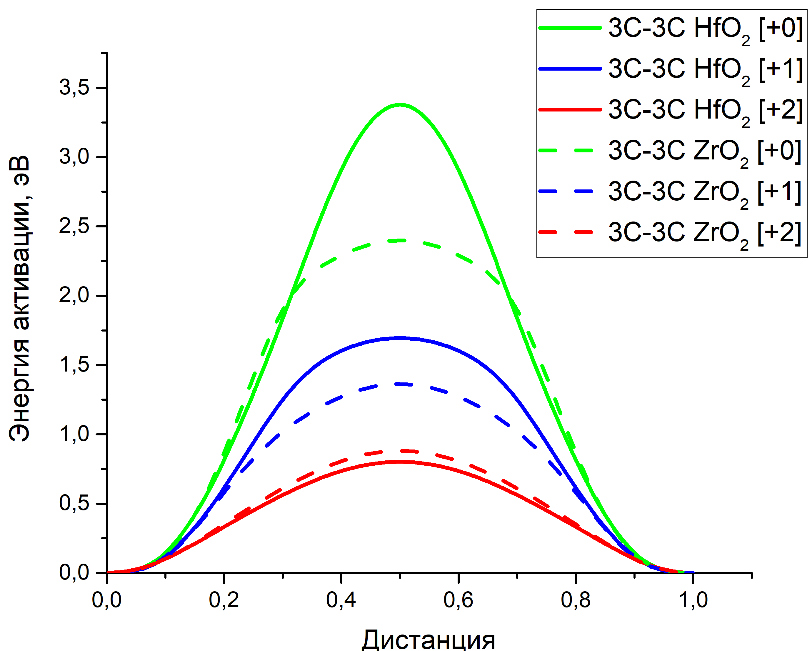 3C-3C HfO₂ [+0]
3C-3C HfO₂ [+1]
3C-3C HfO₂ [+2]
3C-3C ZrO₂ [+0]
3C-3C ZrO₂ [+1]
3C-3C ZrO₂ [+2]
Энергия активации, эВ
3,5
3,0
2,5
2,0
1,5
1,0
0,5
0,0
0,0 0,2 0,4 0,6 0,8 1,0
Дистанция